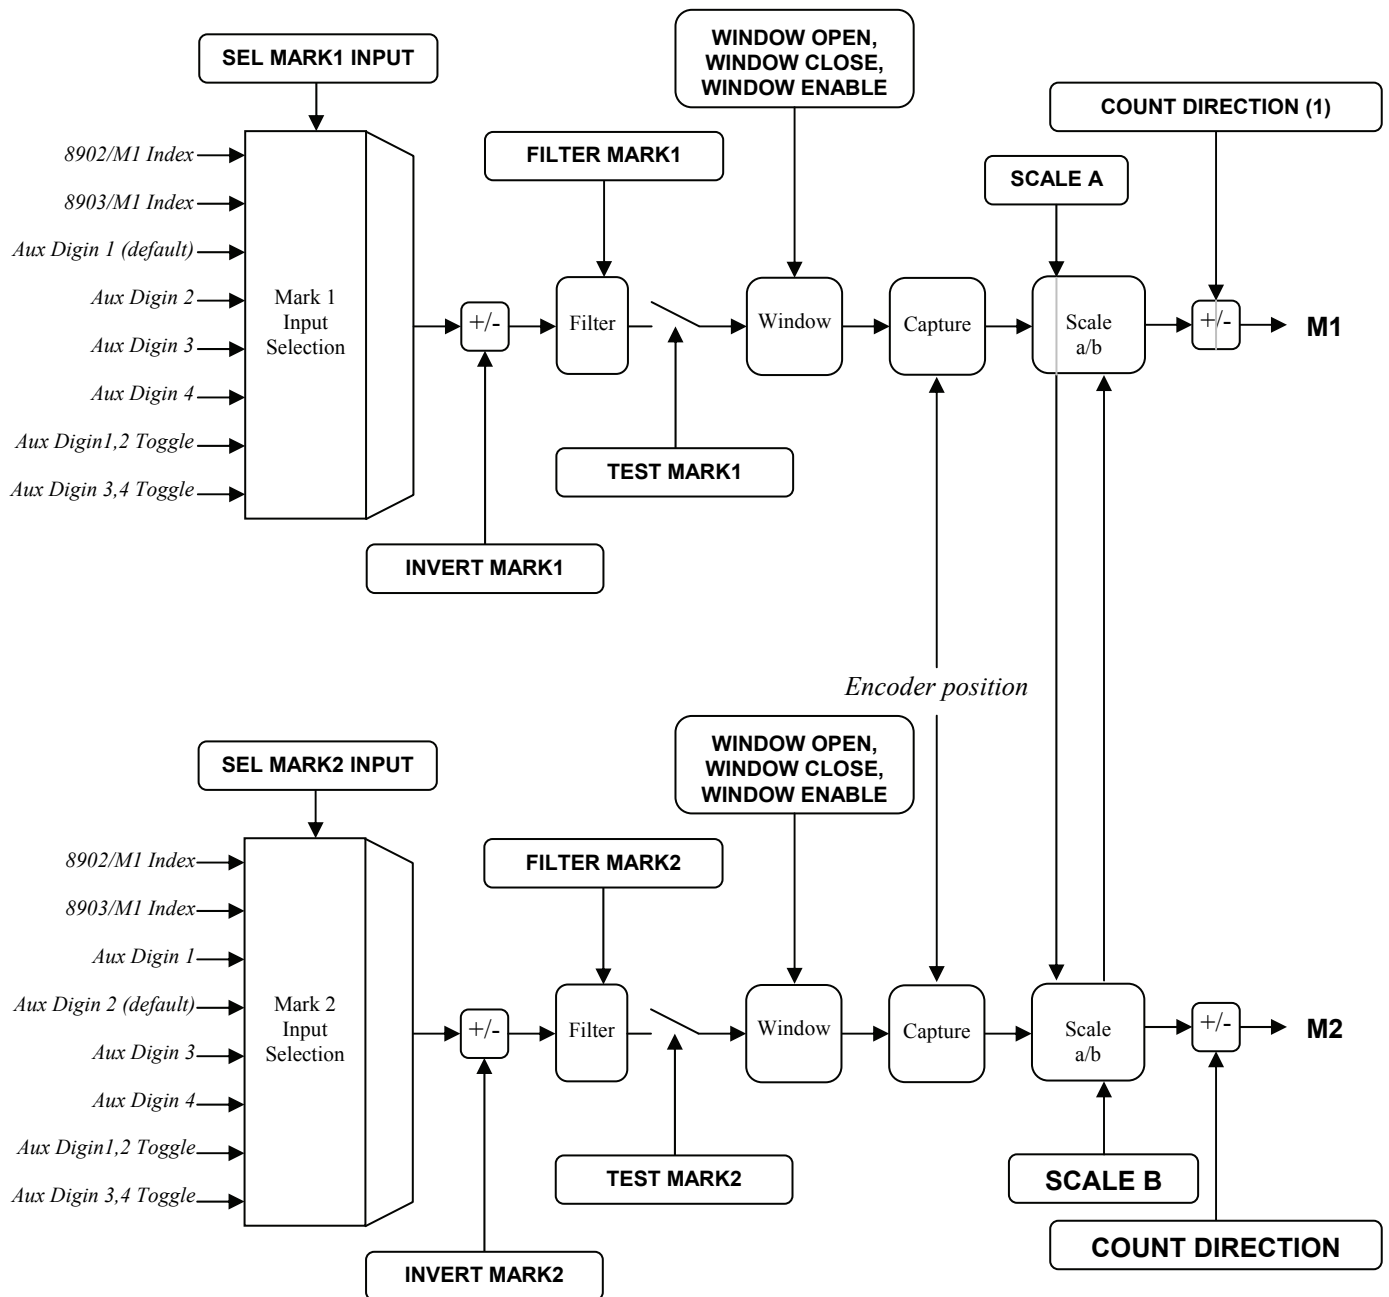 WINDOW OPEN,
WINDOW CLOSE,
WINDOW ENABLE
SEL MARK1 INPUT
COUNT DIRECTION (1)
FILTER MARK1
SCALE A
8902/M1 Index
8903/M1 Index
Aux Digin 1 (default)
Aux Digin 2
Aux Digin 3
Aux Digin 4
Aux Digin1,2 Toggle
Aux Digin 3,4 Toggle
Mark 1
Input
Selection
+/-
Filter
Window
Capture
Scale
a/b
+/-
M1
TEST MARK1
INVERT MARK1
Encoder position
WINDOW OPEN,
WINDOW CLOSE,
WINDOW ENABLE
SEL MARK2 INPUT
FILTER MARK2
8902/M1 Index
8903/M1 Index
Aux Digin 1
Aux Digin 2 (default)
Aux Digin 3
Aux Digin 4
Aux Digin1,2 Toggle
Aux Digin 3,4 Toggle
Mark 2
Input
Selection
+/-
Filter
Window
Capture
Scale
a/b
+/-
M2
TEST MARK2
SCALE B
INVERT MARK2
COUNT DIRECTION